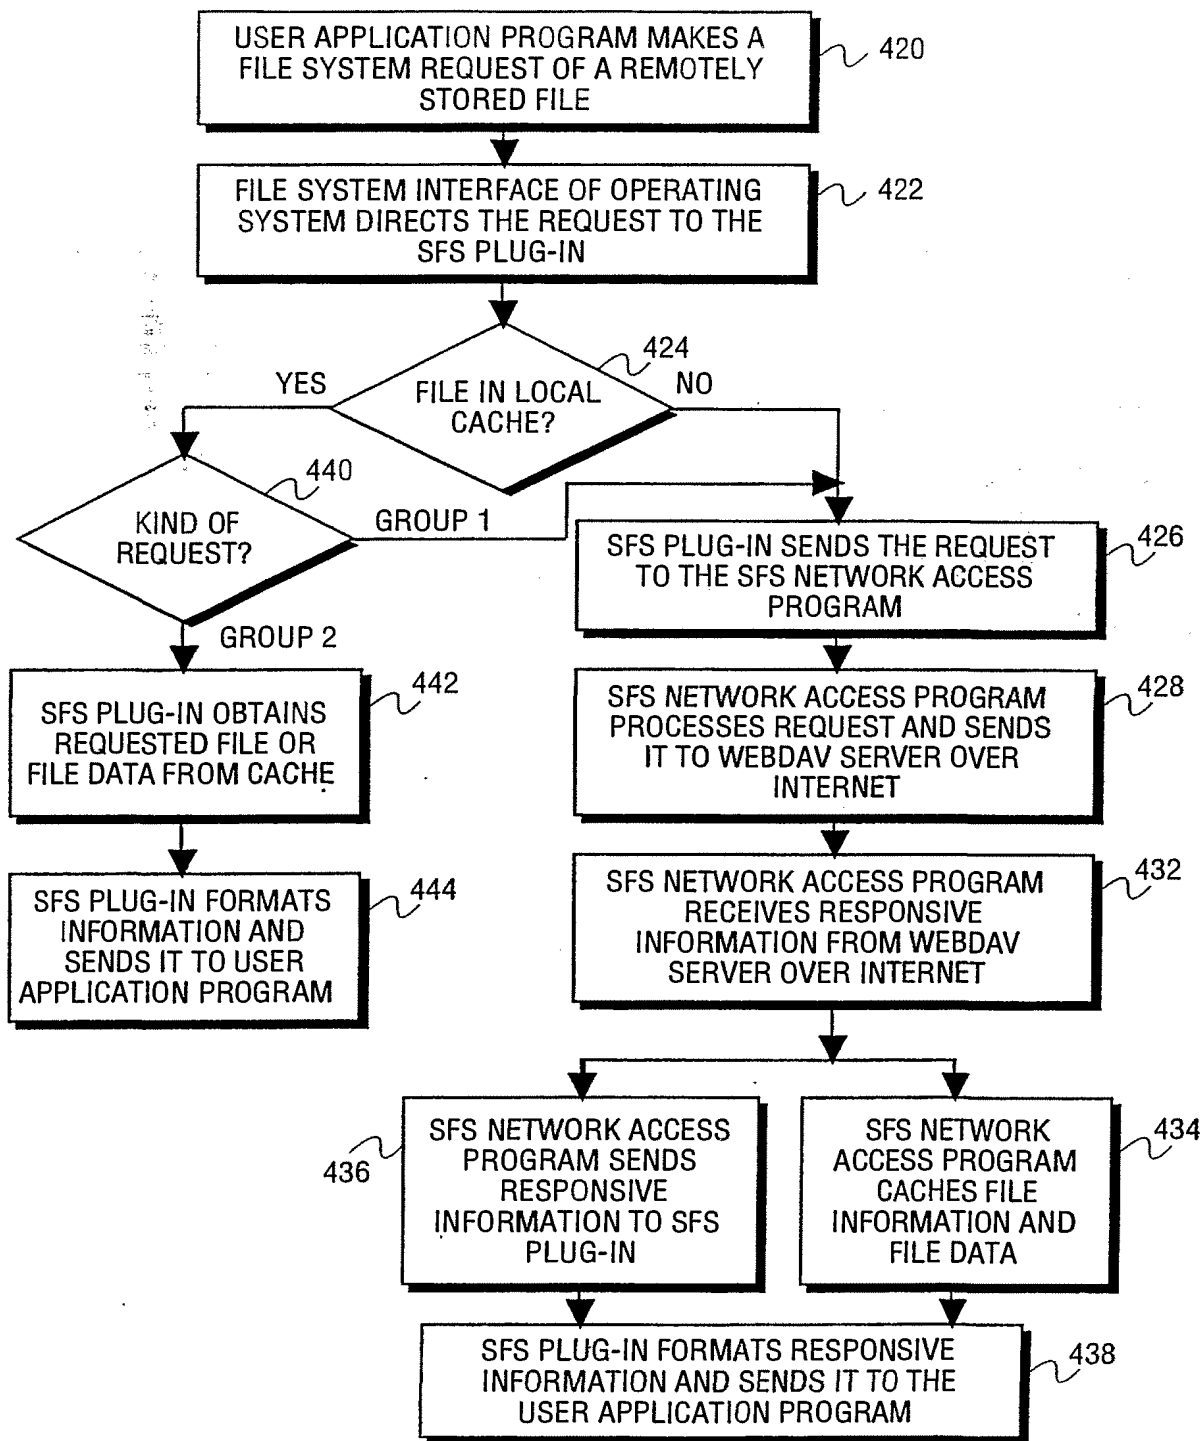 USER APPLICATION PROGRAM MAKES A
FILE SYSTEM REQUEST OF A REMOTELY
STORED FILE
420
FILE SYSTEM INTERFACE OF OPERATING
SYSTEM DIRECTS THE REQUEST TO THE
SFS PLUG-IN
422
424
YES
FILE IN LOCAL
CACHE?
NO
440
KIND OF
REQUEST?
GROUP 1
GROUP 2
SFS PLUG-IN SENDS THE REQUEST
TO THE SFS NETWORK ACCESS
PROGRAM
426
SFS PLUG-IN OBTAINS
REQUESTED FILE OR
FILE DATA FROM CACHE
442
SFS NETWORK ACCESS PROGRAM
PROCESSES REQUEST AND SENDS
IT TO WEBDAV SERVER OVER
INTERNET
428
SFS PLUG-IN FORMATS
INFORMATION AND
SENDS IT TO USER
APPLICATION PROGRAM
444
SFS NETWORK ACCESS PROGRAM
RECEIVES RESPONSIVE
INFORMATION FROM WEBDAV
SERVER OVER INTERNET
432
436
SFS NETWORK ACCESS
PROGRAM SENDS
RESPONSIVE
INFORMATION TO SFS
PLUG-IN
SFS NETWORK
ACCESS PROGRAM
CACHES FILE
INFORMATION AND
FILE DATA
434
SFS PLUG-IN FORMATS RESPONSIVE
INFORMATION AND SENDS IT TO THE
USER APPLICATION PROGRAM
438